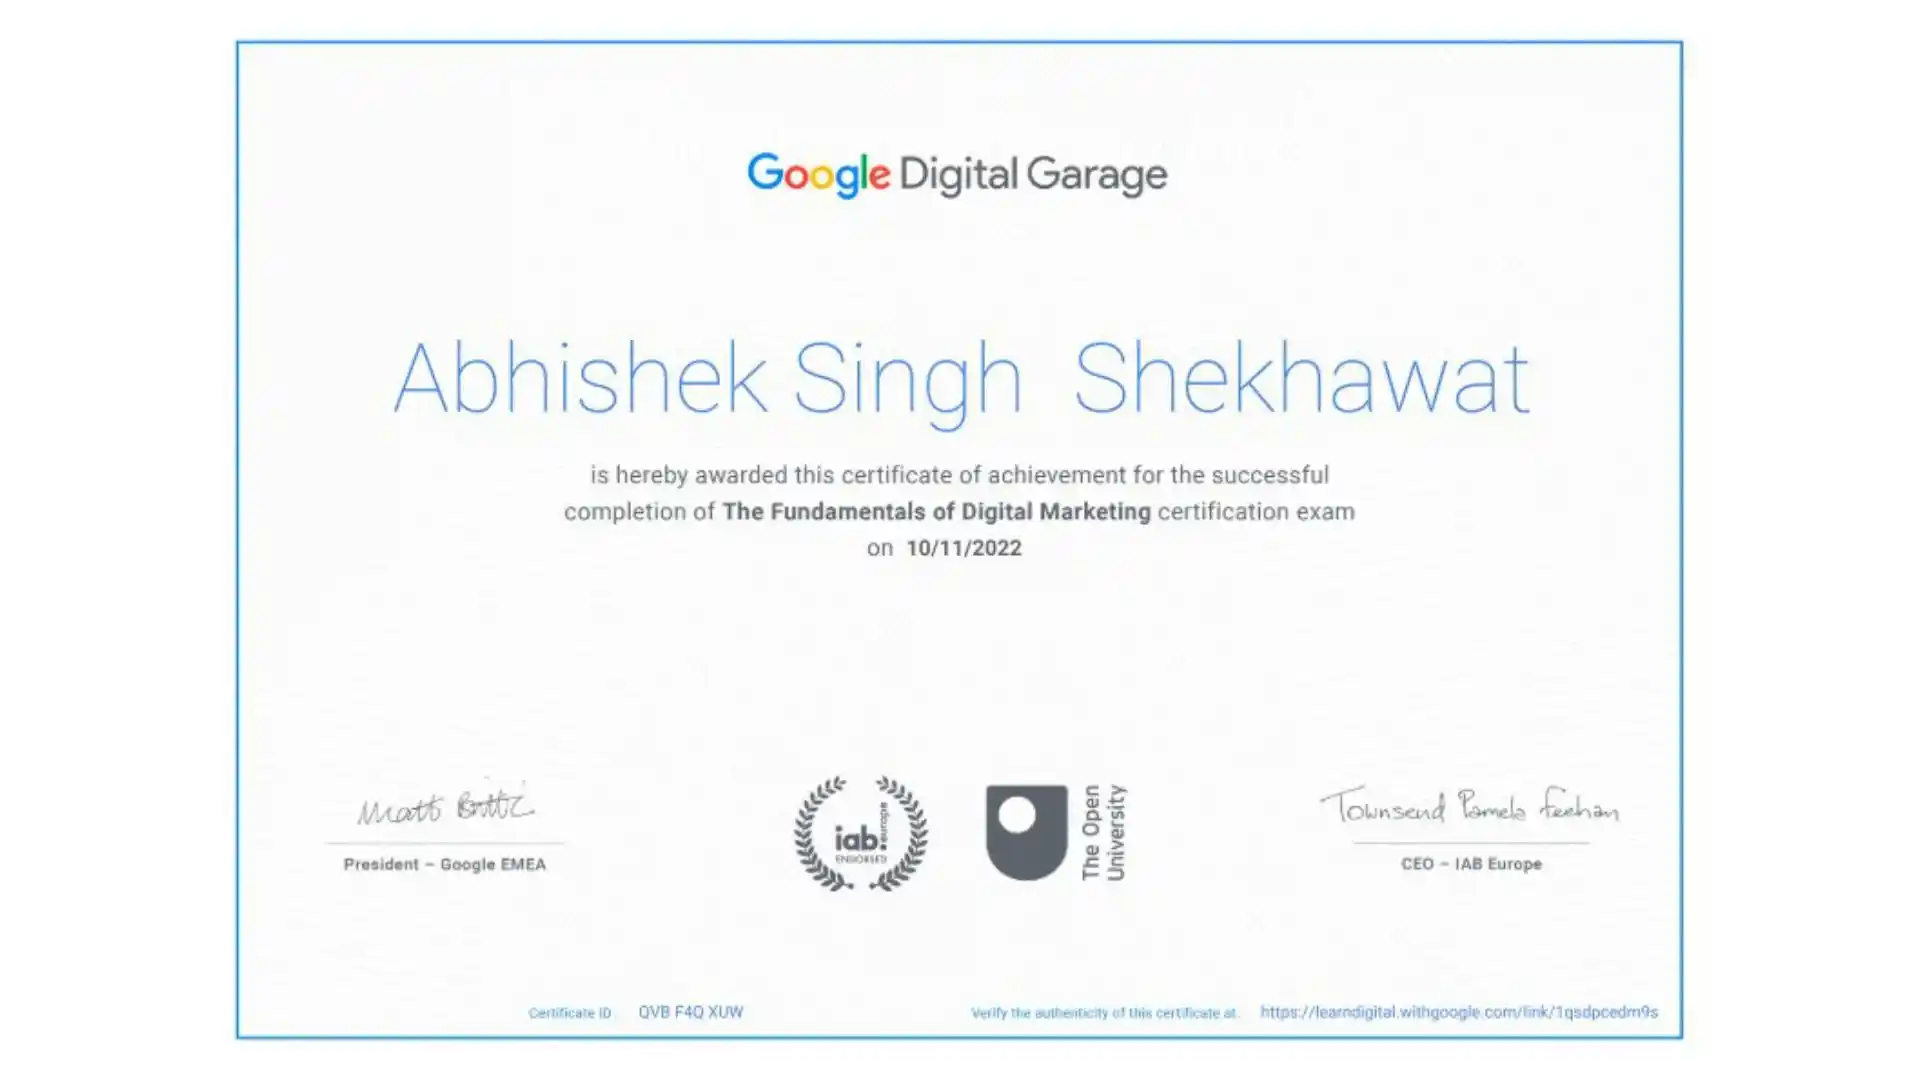 Google Digital Garage
Abhishek Singh Shekhawat
is hereby awarded this certificate of achievement for the successful
completion of The Fundamentals of Digital Marketing certification exam
on 10/11/2022
Matt Brittin
President – Google EMEA
iab.europe
ENDORSED
The Open
University
Townsend Pamela Feehan
CEO – IAB Europe
Certificate ID QVB F4Q XUW
Verify the authenticity of this certificate at. https://learndigital.withgoogle.com/link/1qsdpcedm9s